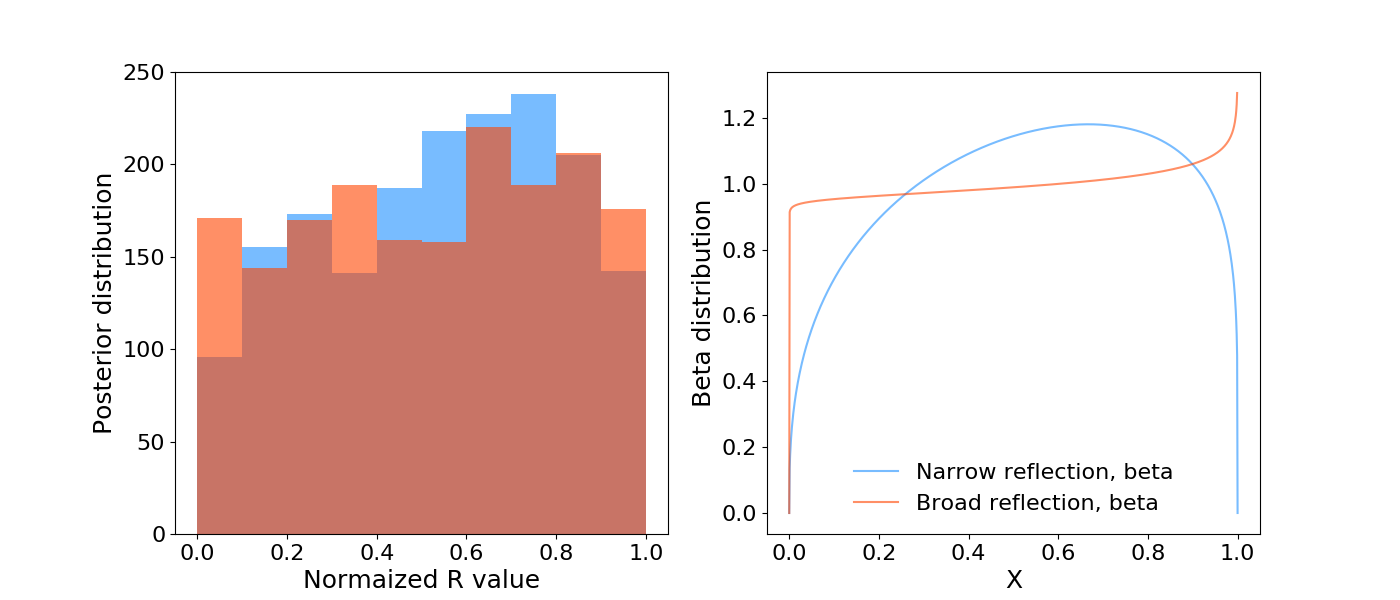 Posterior distribution
250
200
150
100
50
0
0.0 0.2 0.4 0.6 0.8 1.0
Normaized R value
Beta distribution
1.2
1.0
0.8
0.6
0.4
0.2
0.0
Narrow reflection, beta
Broad reflection, beta
0.0 0.2 0.4 0.6 0.8 1.0
X